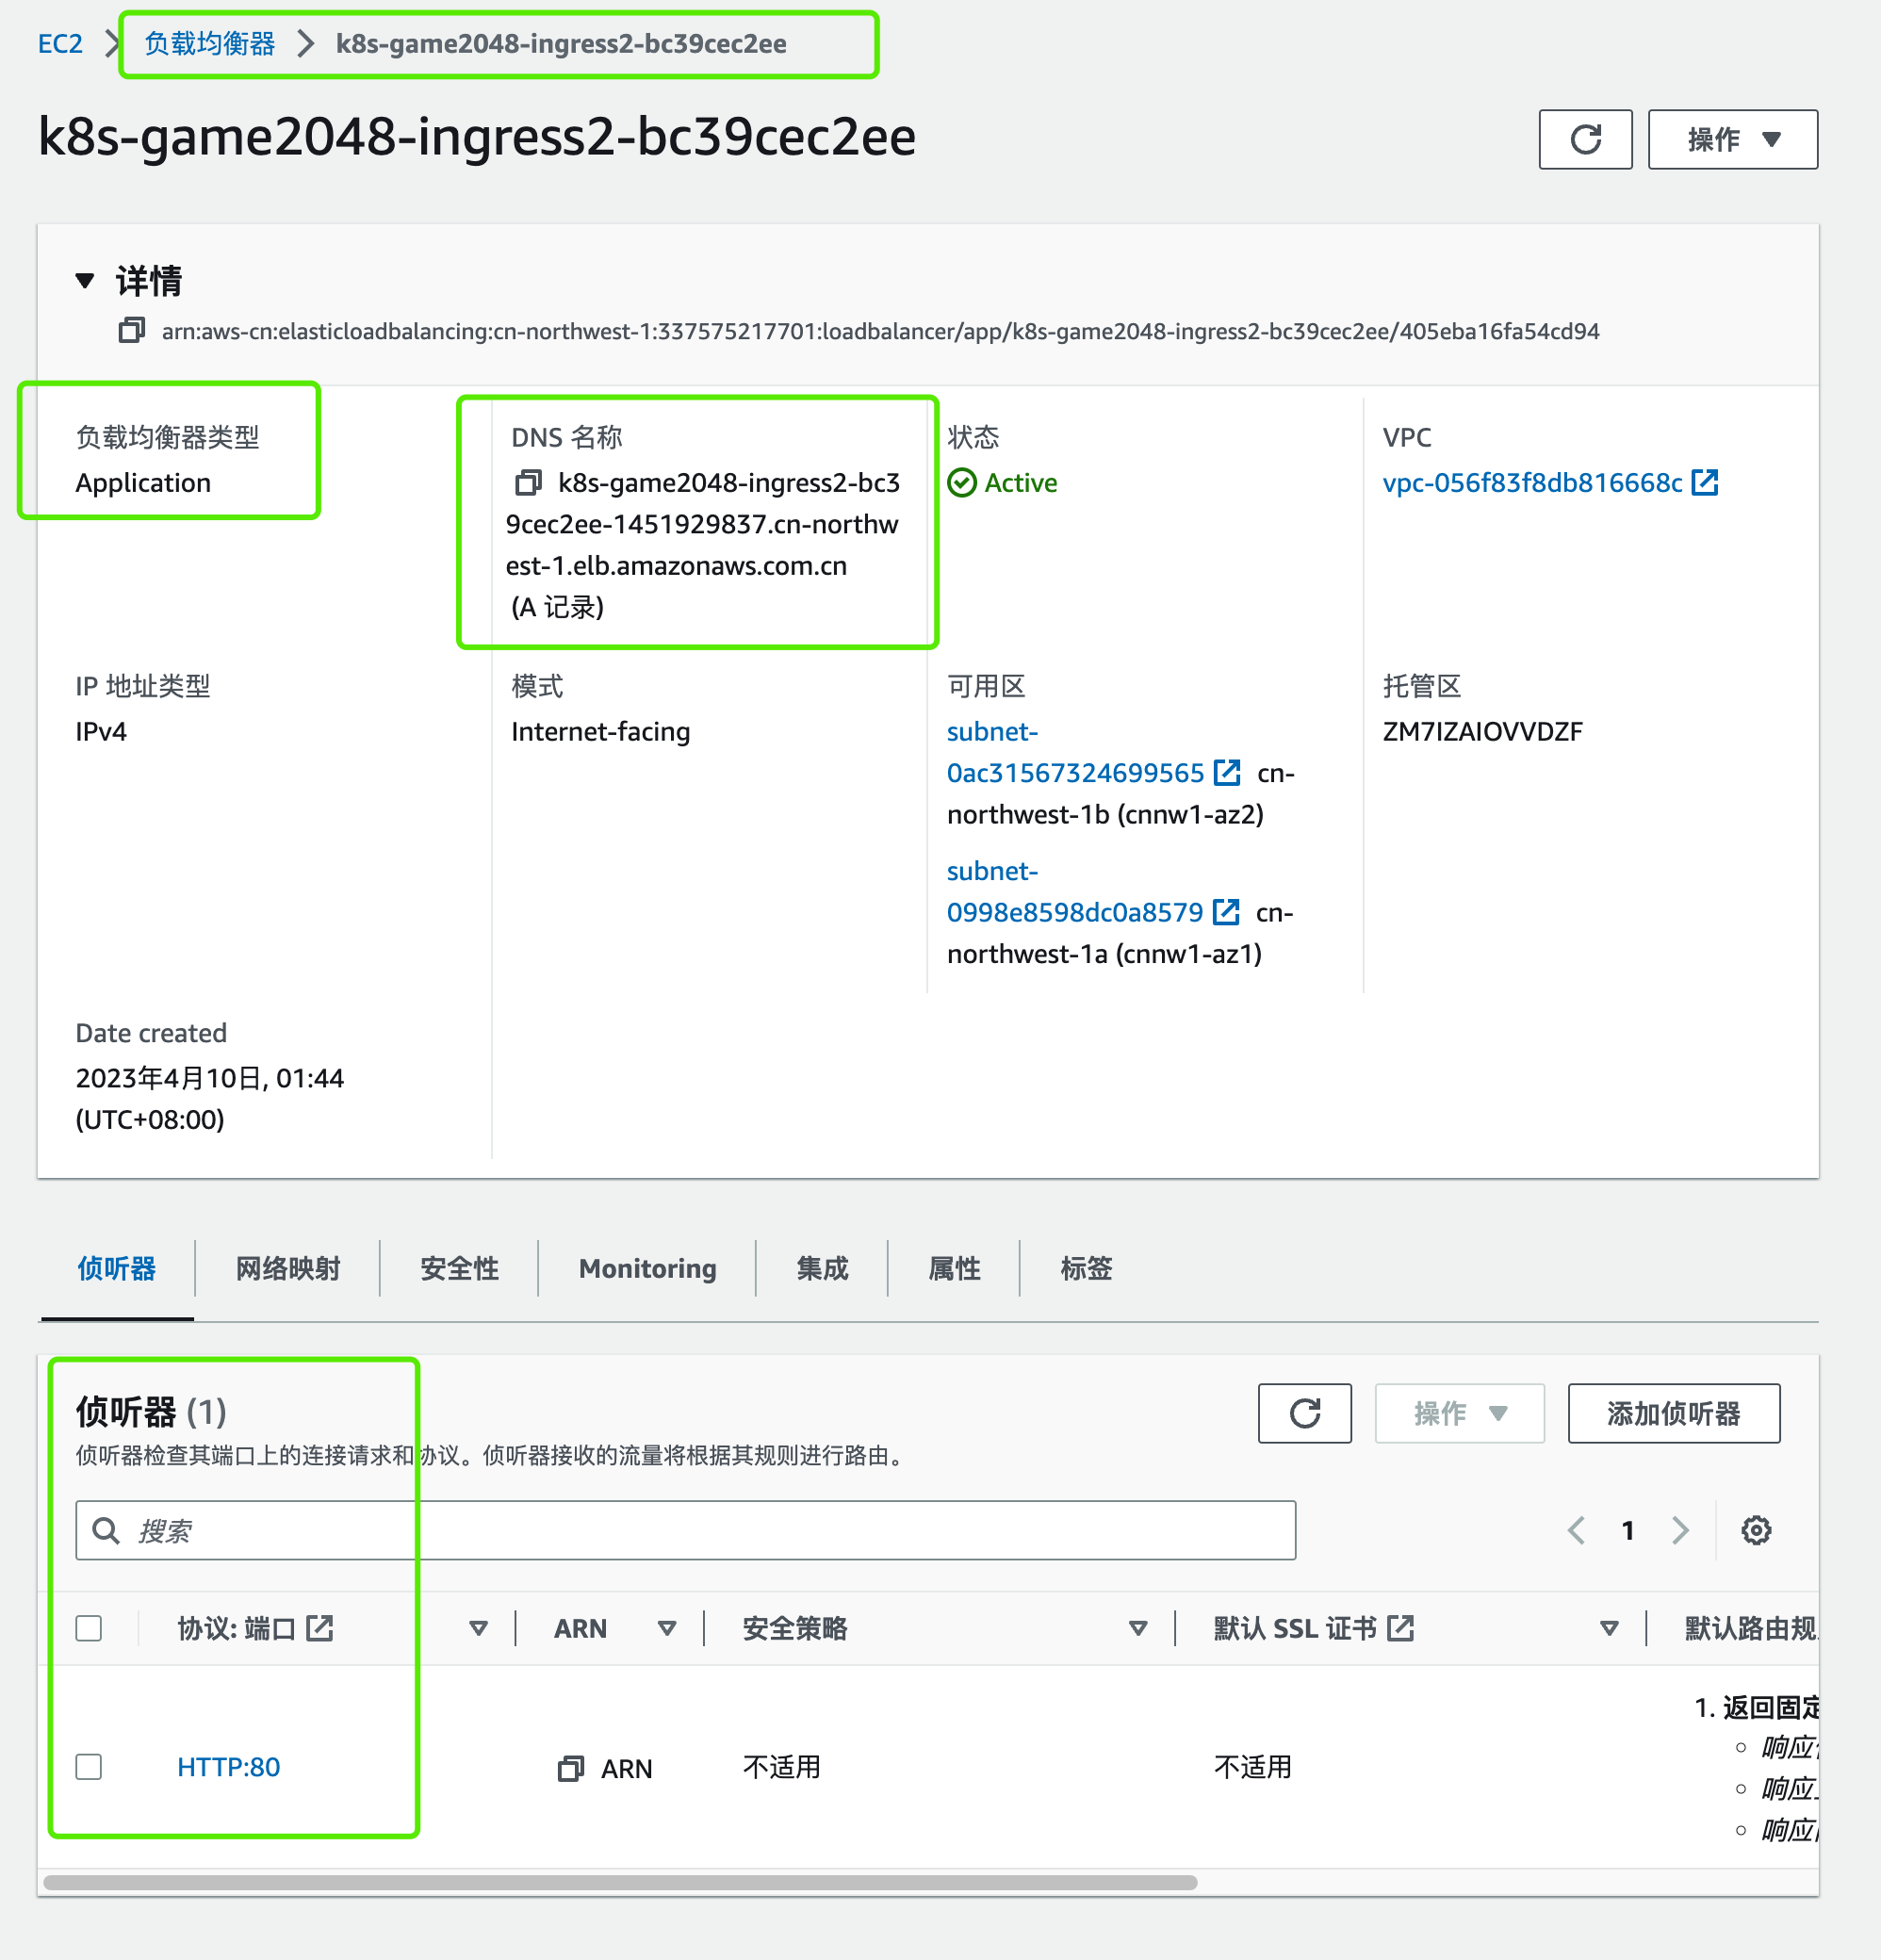 EC2 > 负载均衡器 > k8s-game2048-ingress2-bc39cec2ee
k8s-game2048-ingress2-bc39cec2ee
操作
详情
arn:aws-cn:elasticloadbalancing:cn-northwest-1:337575217701:loadbalancer/app/k8s-game2048-ingress2-bc39cec2ee/405eba16fa54cd94
负载均衡器类型
Application
DNS 名称
k8s-game2048-ingress2-bc3
9cec2ee-1451929837.cn-northw
est-1.elb.amazonaws.com.cn
(A 记录)
状态
Active
VPC
vpc-056f83f8db816668c
IP 地址类型
IPv4
模式
Internet-facing
可用区
subnet-
0ac31567324699565 cn-
northwest-1b (cnnw1-az2)
subnet-
0998e8598dc0a8579 cn-
northwest-1a (cnnw1-az1)
托管区
ZM7IZAIOVVDZF
Date created
2023年4月10日, 01:44
(UTC+08:00)
侦听器 网络映射 安全性 Monitoring 集成 属性 标签
侦听器 (1)
侦听器检查其端口上的连接请求和协议。侦听器接收的流量将根据其规则进行路由。
操作
添加侦听器
搜索
1
协议: 端口 ARN 安全策略 默认 SSL 证书 默认路由规
HTTP:80 ARN 不适用 不适用
1. 返回固定
响应
响应
响应